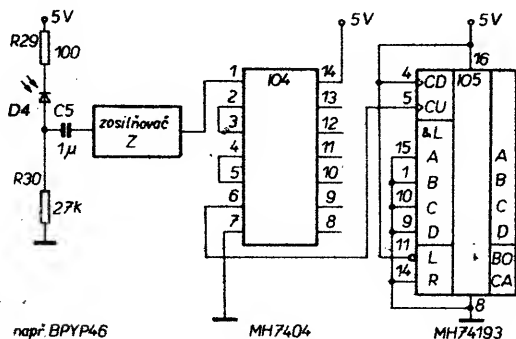 5V
R29
100
D4
C5
1µ
zosilňovač
Z
R30
27k
napr. BPYP46
5V
IO4
1
2
3
4
5
6
7
14
13
12
11
10
9
8
MH7404
5V
16
IO5
4
5
15
1
10
9
11
14
CD
CU
&L
A
B
C
D
L
R
A
B
C
D
BO
CA
8
MH74193